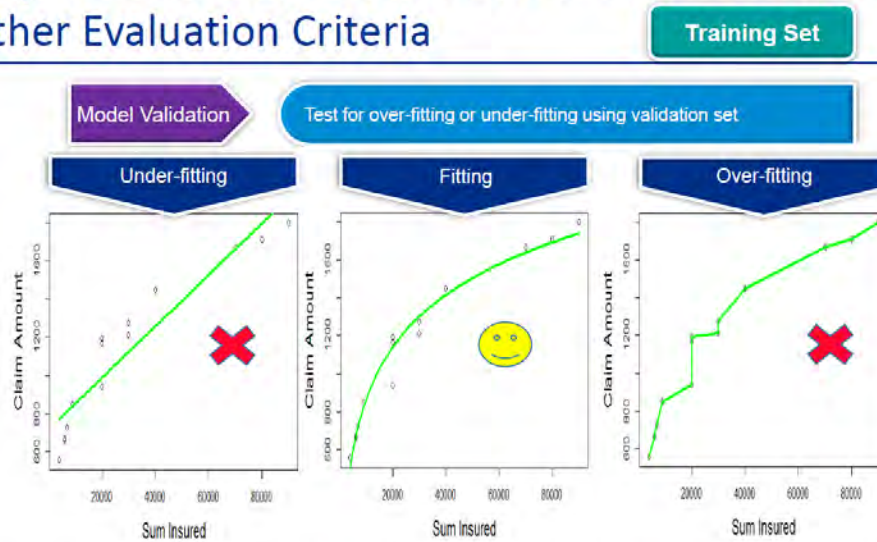 ther Evaluation Criteria
Training Set
Model Validation
Test for over-fitting or under-fitting using validation set
Under-fitting
Fitting
Over-fitting
Claim Amount
600 800 1200 1600
20000 40000 60000 80000
Sum Insured
Claim Amount
600 800 1200 1600
20000 40000 60000 80000
Sum Insured
Claim Amount
600 800 1200 1600
20000 40000 60000 80000
Sum Insured